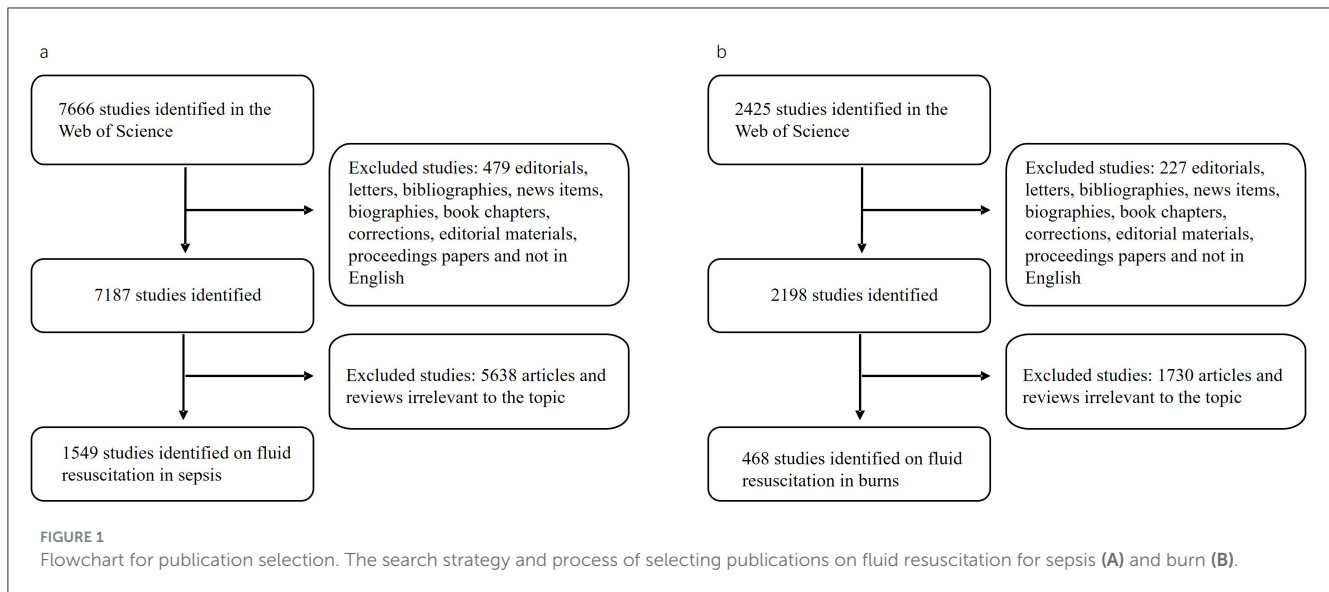 a
7666 studies identified in the
Web of Science
Excluded studies: 479 editorials,
letters, bibliographies, news items,
biographies, book chapters,
corrections, editorial materials,
proceedings papers and not in
English
7187 studies identified
Excluded studies: 5638 articles and
reviews irrelevant to the topic
1549 studies identified on fluid
resuscitation in sepsis
b
2425 studies identified in the
Web of Science
Excluded studies: 227 editorials,
letters, bibliographies, news items,
biographies, book chapters,
corrections, editorial materials,
proceedings papers and not in
English
2198 studies identified
Excluded studies: 1730 articles and
reviews irrelevant to the topic
468 studies identified on fluid
resuscitation in burns
FIGURE 1
Flowchart for publication selection. The search strategy and process of selecting publications on fluid resuscitation for sepsis (A) and burn (B).